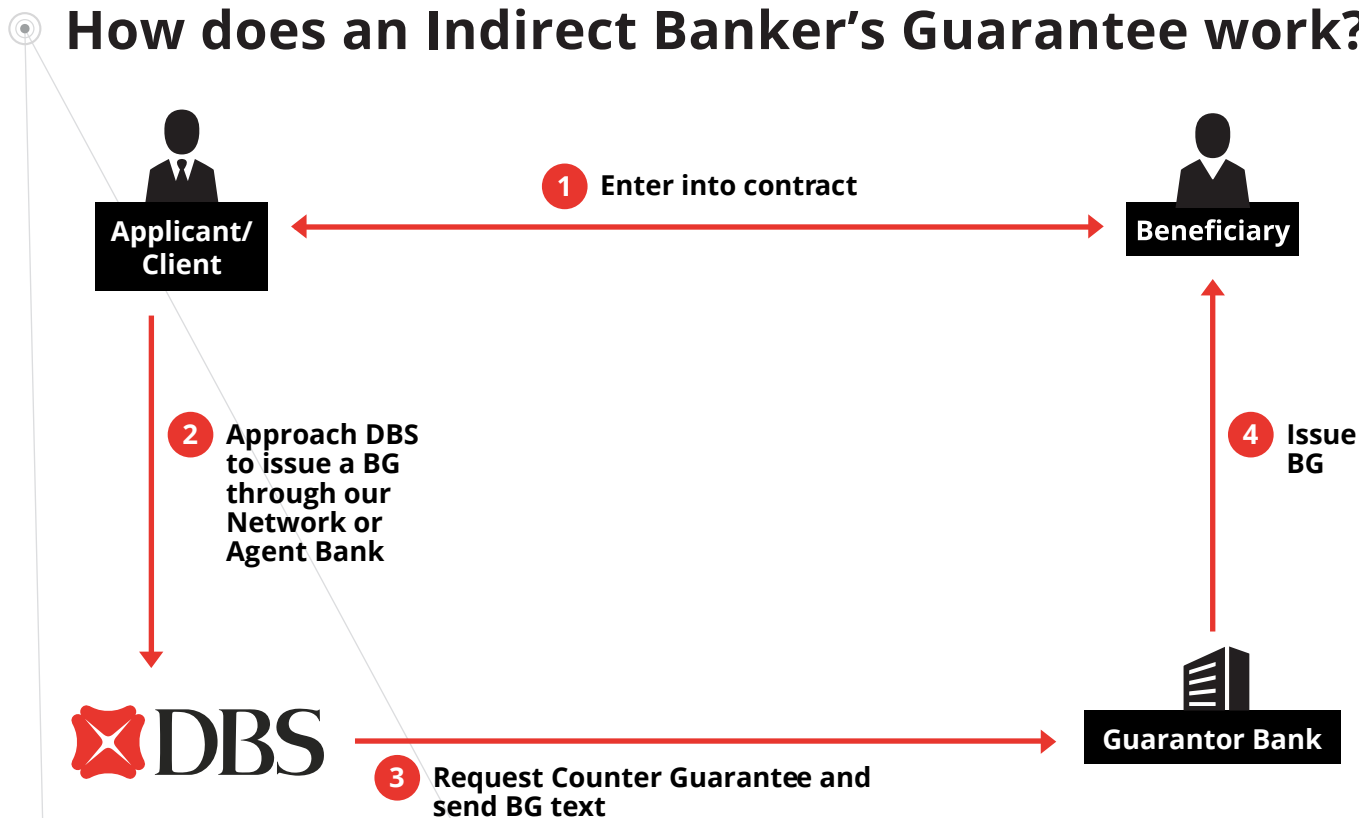 How does an Indirect Banker's Guarantee work?
1 Enter into contract
Applicant/
Client
Beneficiary
2 Approach DBS
to issue a BG
through our
Network or
Agent Bank
4 Issue
BG
DBS
Guarantor Bank
3 Request Counter Guarantee and
send BG text